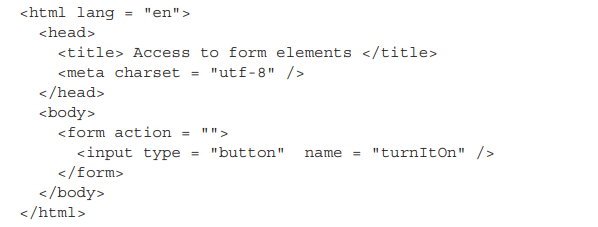 <html lang = "en">
<head>
<title> Access to form elements </title>
<meta charset = "utf-8" />
</head>
<body>
<form action = "">
<input type = "button"  name = "turnItOn" />
</form>
</body>
</html>